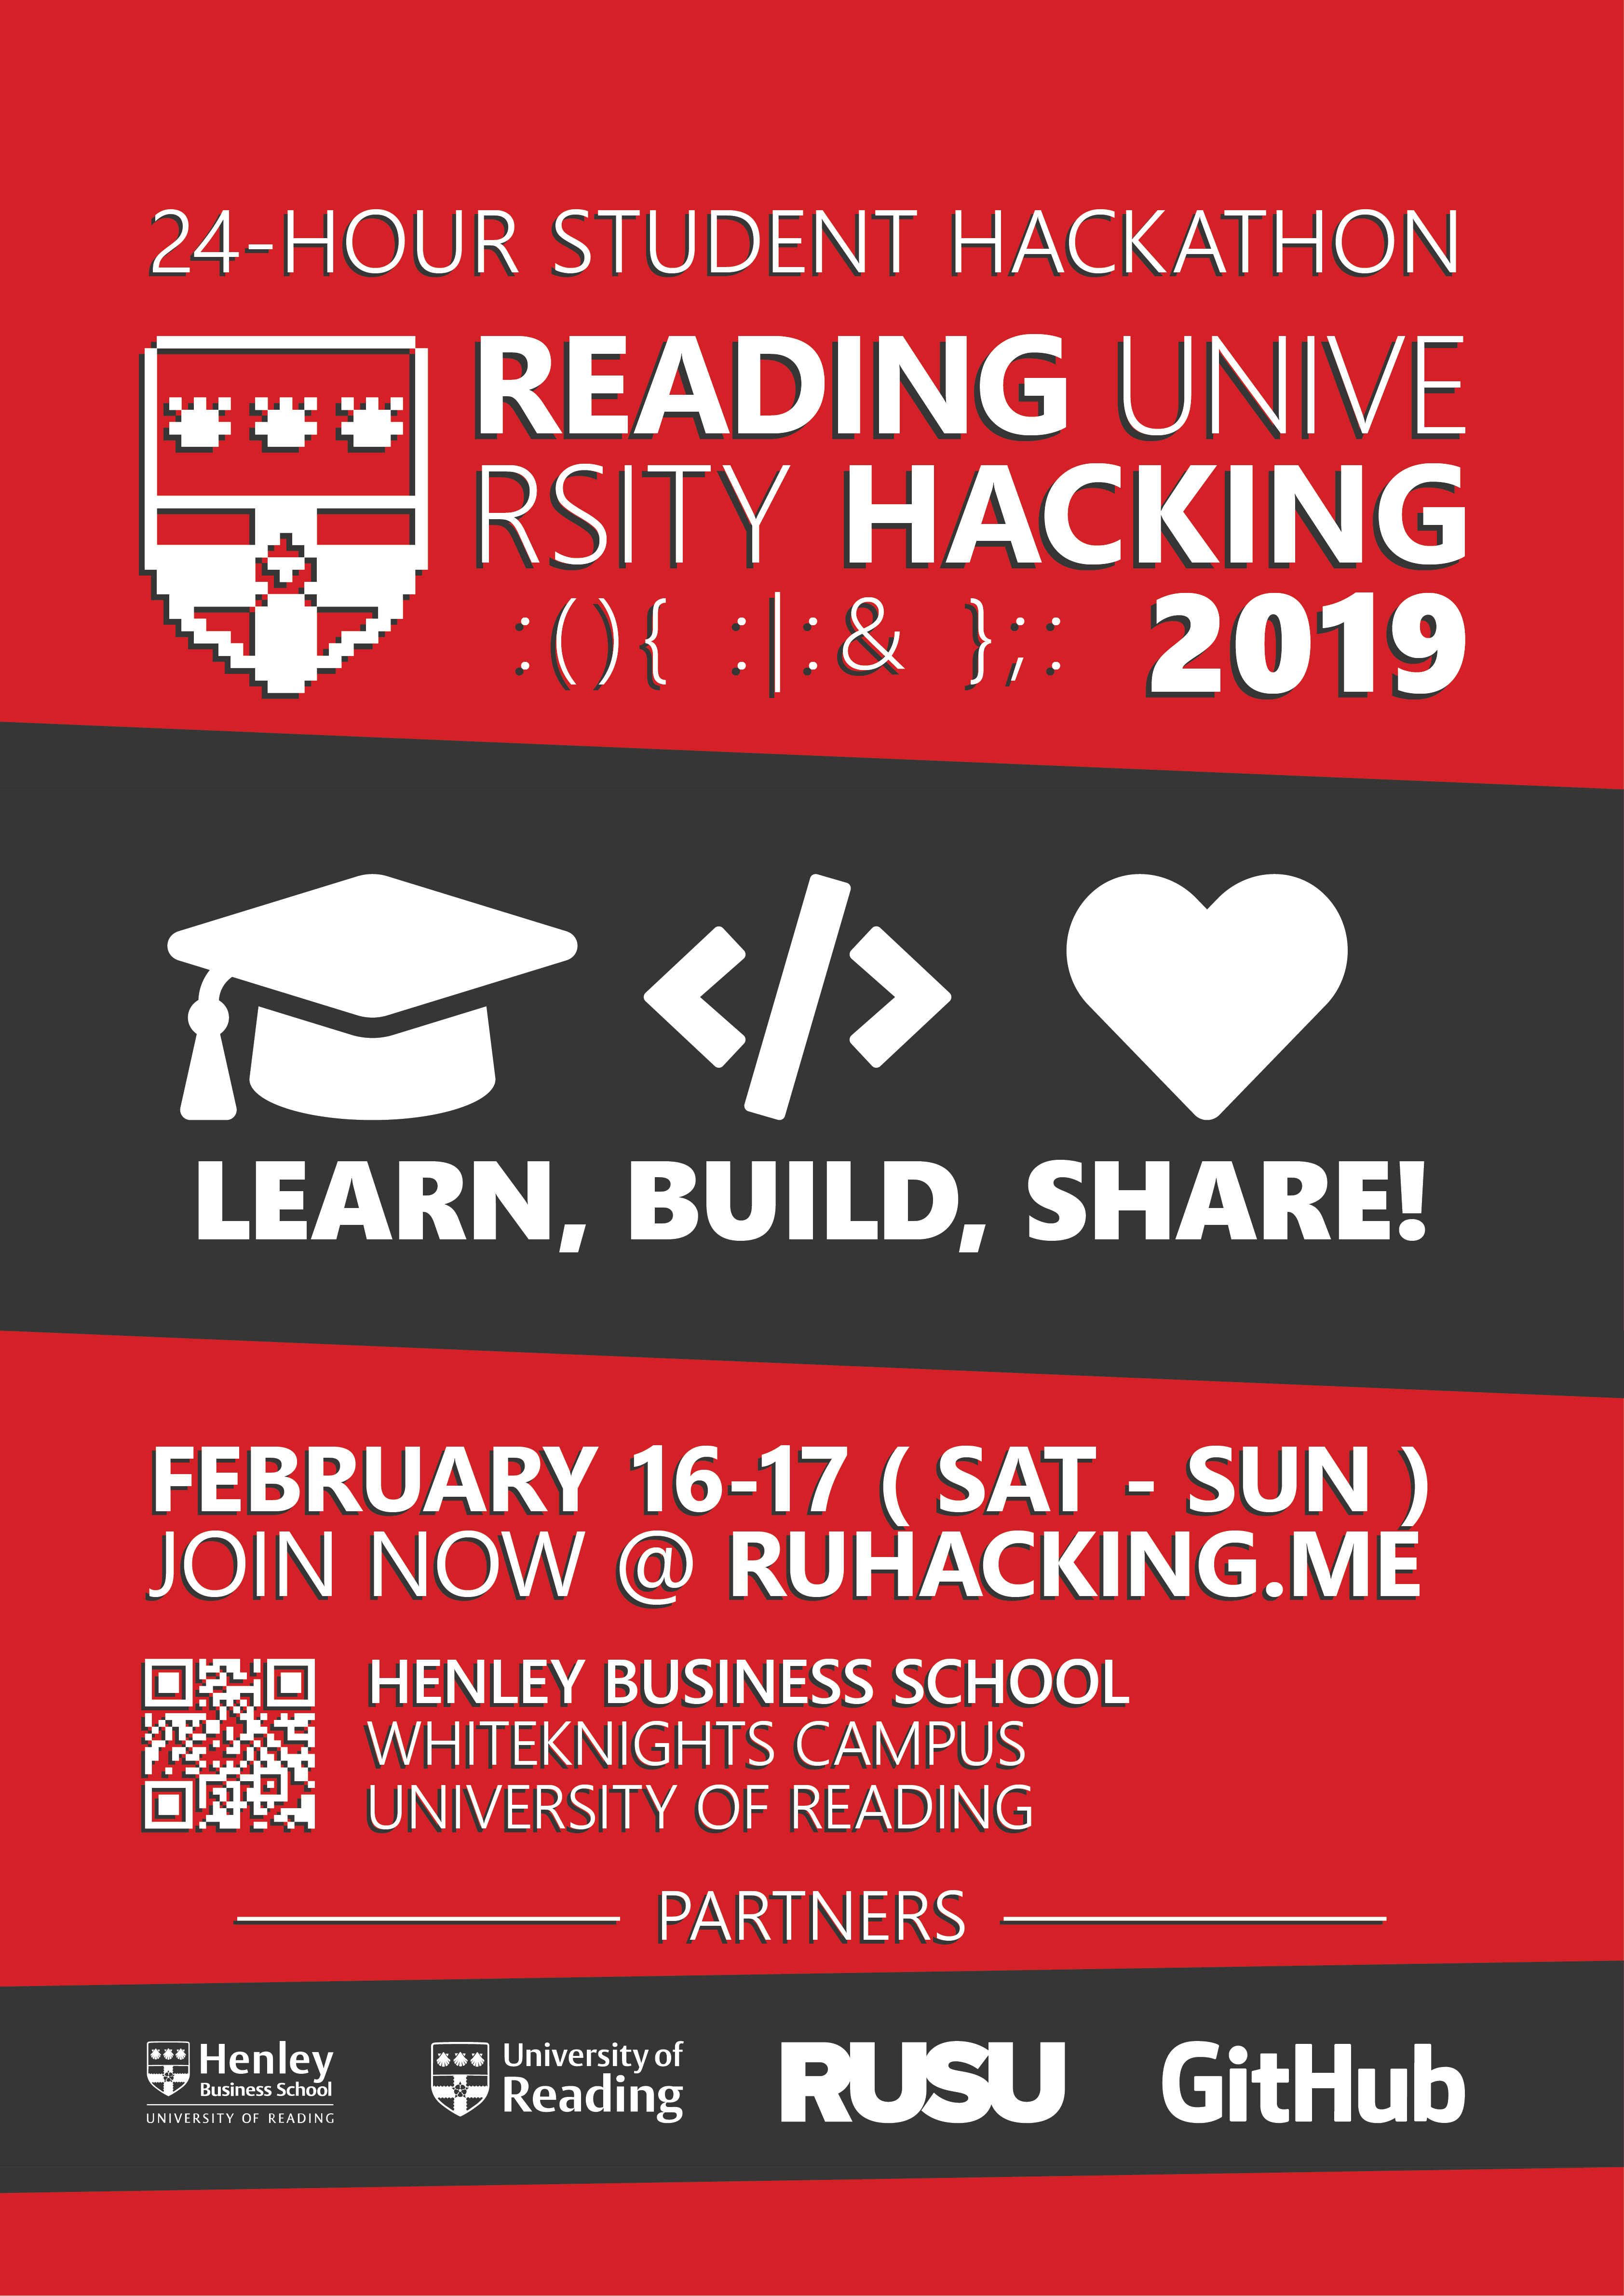 24-HOUR STUDENT HACKATHON
READING UNIVE
RSITY HACKING
:(){ :|:& };: 2019
LEARN, BUILD, SHARE!
FEBRUARY 16-17 ( SAT - SUN )
JOIN NOW @ RUHACKING.ME
HENLEY BUSINESS SCHOOL
WHITEKNIGHTS CAMPUS
UNIVERSITY OF READING
PARTNERS
Henley
Business School
UNIVERSITY OF READING
University of
Reading
RUSU
GitHub